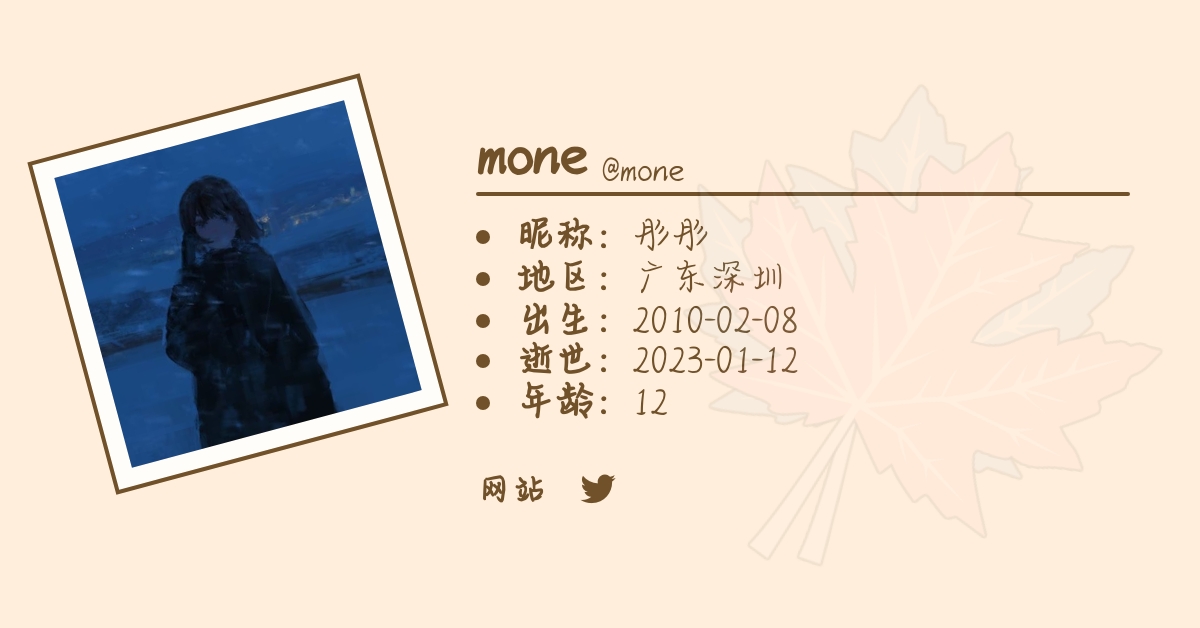 mone @mone
昵称：彤彤
地区：广东深圳
出生：2010-02-08
逝世：2023-01-12
年龄：12
网站